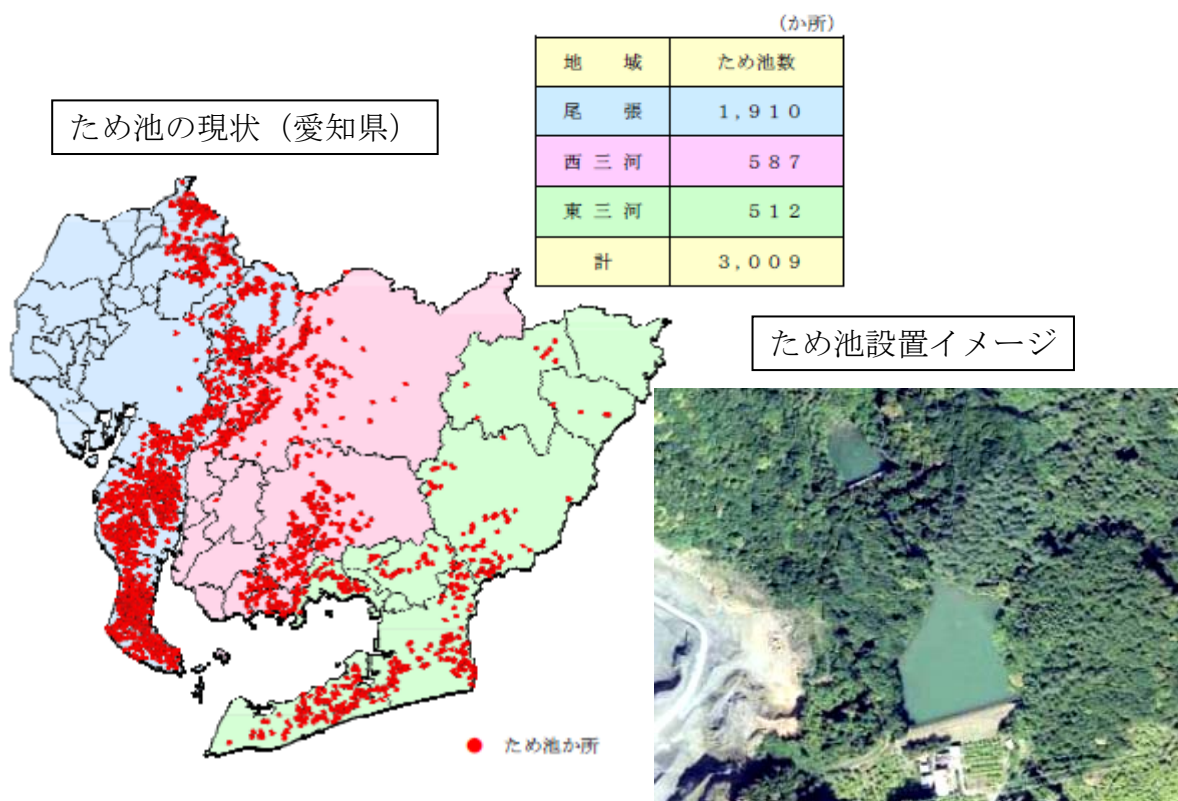 (か所)
地 域 ため池数
尾 張 1,910
西 三 河 587
東 三 河 512
計 3,009
ため池の現状(愛知県)
ため池設置イメージ
ため池か所